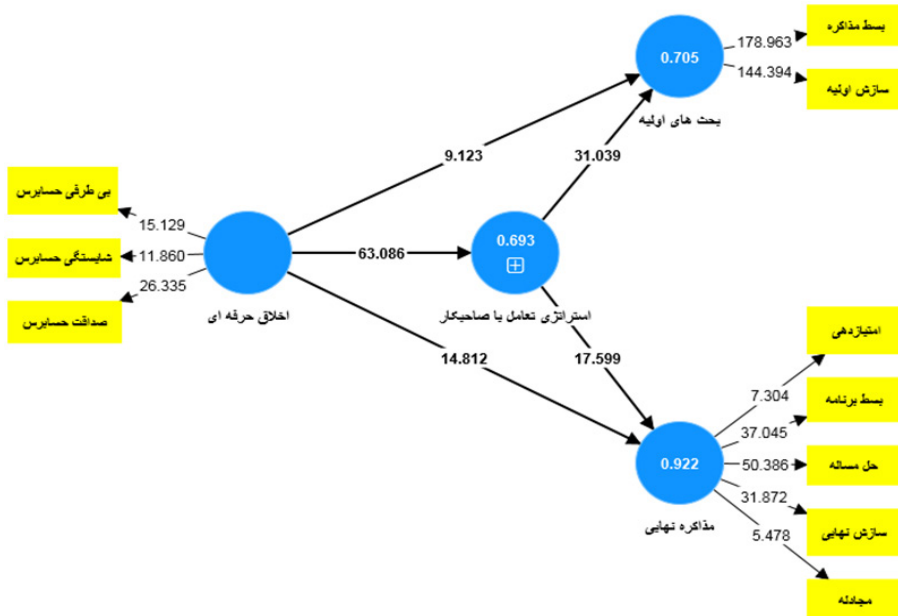 بسط مذاکره
178.963
0.705
144.394
سازش اولیه
بحث های اولیه
9.123
31.039
بی طرفی حسابرس
15.129
شایستگی حسابرس
11.860
63.086
0.693
26.335
صداقت حسابرس
اخلاق حرفه ای
استراتژی تعامل با صاحبکار
14.812
17.599
امتیازدهی
7.304
بسط برنامه
37.045
0.922
50.386
حل مساله
31.872
سازش نهایی
مذاکره نهایی
5.478
مجادله